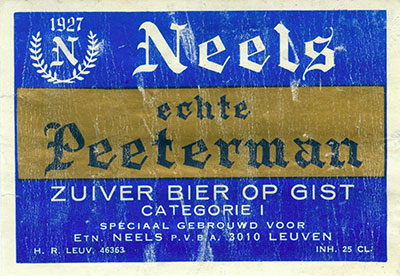 1927
N
Neels
echte
Peeterman
ZUIVER BIER OP GIST
CATEGORIE I
SPECIAAL GEBROUWD VOOR
ETN. NEELS P.V.B.A. 3010 LEUVEN
H. R. LEUV. 46363
INH. 25 CL.